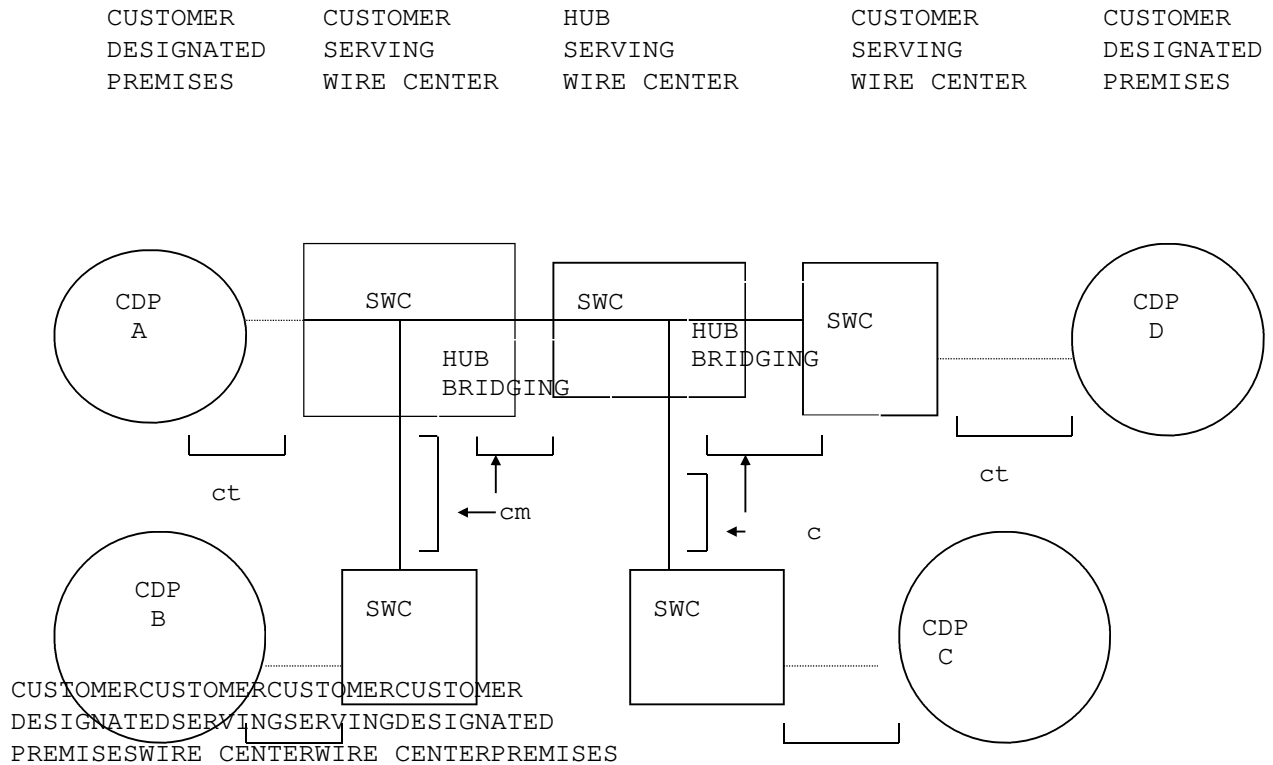 CUSTOMER CUSTOMER HUB CUSTOMER CUSTOMER
DESIGNATED SERVING SERVING SERVING DESIGNATED
PREMISES WIRE CENTER WIRE CENTER WIRE CENTER PREMISES
CDP
A
SWC
HUB
BRIDGING
SWC
HUB
BRIDGING
SWC
CDP
D
ct
cm
c
ct
CDP
B
SWC
SWC
CDP
C
CUSTOMERCUSTOMERCUSTOMERCUSTOMER
DESIGNATEDSERVINGSERVINGDESIGNATED
PREMISESWIRE CENTERWIRE CENTERPREMISES